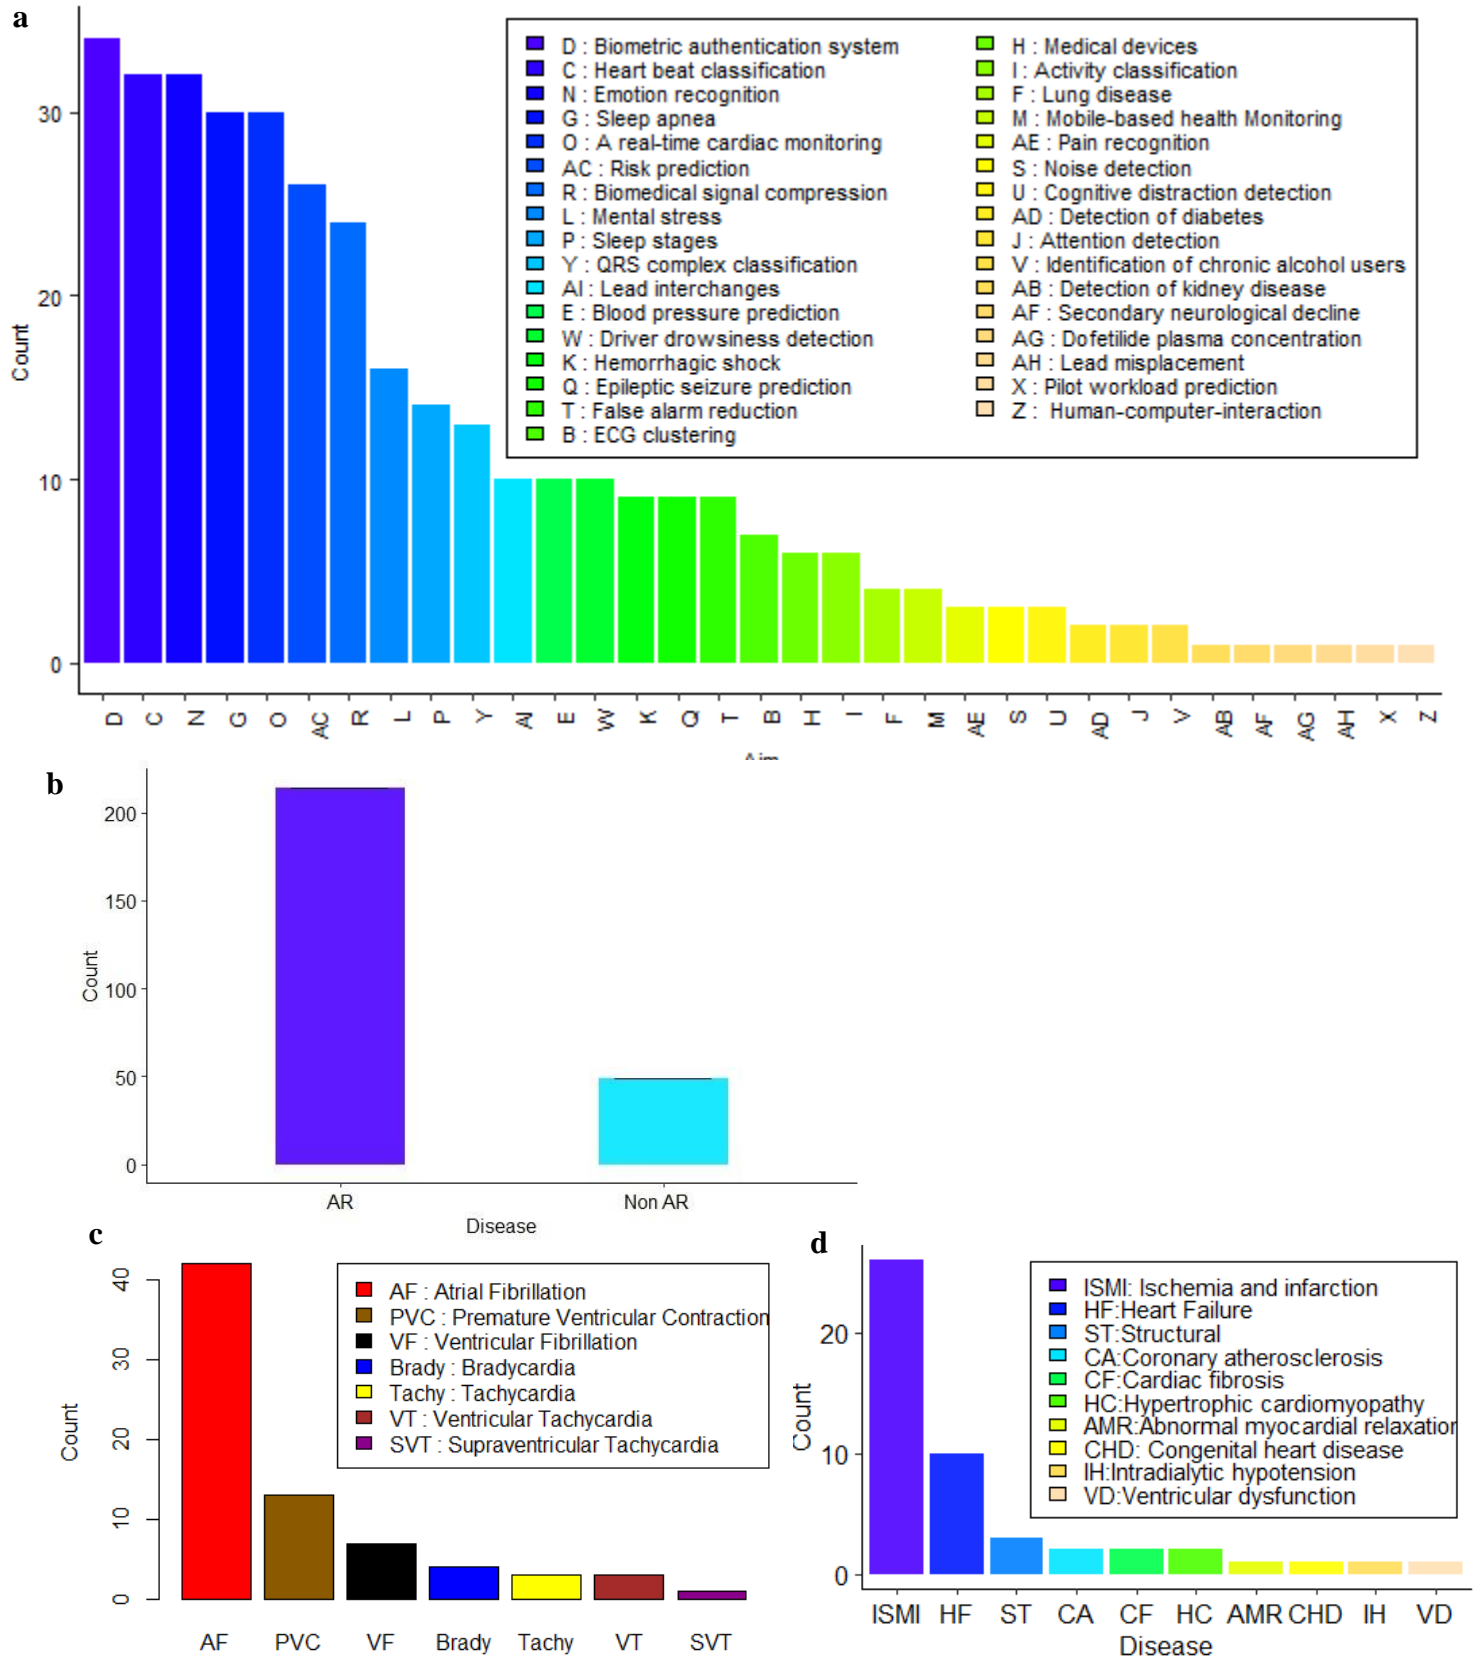 a
D : Biometric authentication system
C : Heart beat classification
N : Emotion recognition
G : Sleep apnea
O : A real-time cardiac monitoring
AC : Risk prediction
R : Biomedical signal compression
L : Mental stress
P : Sleep stages
Y : QRS complex classification
AI : Lead interchanges
E : Blood pressure prediction
W : Driver drowsiness detection
K : Hemorrhagic shock
Q : Epileptic seizure prediction
T : False alarm reduction
B : ECG clustering
H : Medical devices
I : Activity classification
F : Lung disease
M : Mobile-based health Monitoring
AE : Pain recognition
S : Noise detection
U : Cognitive distraction detection
AD : Detection of diabetes
J : Attention detection
V : Identification of chronic alcohol users
AB : Detection of kidney disease
AF : Secondary neurological decline
AG : Dofetilide plasma concentration
AH : Lead misplacement
X : Pilot workload prediction
Z : Human-computer-interaction
Count
30
20
10
0
D C N G O AC R L P Y AI E W K Q T B H I F M AE S U AD J V AB AF AG AH X Z
b
Count
200
150
100
50
0
AR Non AR
Disease
c
Count
40
30
20
10
0
AF : Atrial Fibrillation
PVC : Premature Ventricular Contraction
VF : Ventricular Fibrillation
Brady : Bradycardia
Tachy : Tachycardia
VT : Ventricular Tachycardia
SVT : Supraventricular Tachycardia
AF PVC VF Brady Tachy VT SVT
d
Count
20
10
0
ISMI: Ischemia and infarction
HF:Heart Failure
ST:Structural
CA:Coronary atherosclerosis
CF:Cardiac fibrosis
HC:Hypertrophic cardiomyopathy
AMR:Abnormal myocardial relaxation
CHD: Congenital heart disease
IH:Intradialytic hypotension
VD:Ventricular dysfunction
ISMI HF ST CA CF HC AMR CHD IH VD
Disease